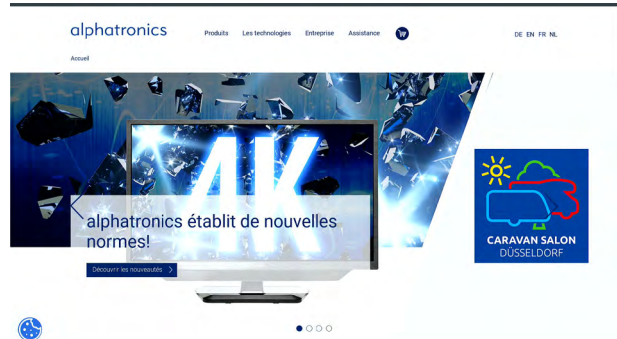 alphatronics
Produits Les technologies Entreprise Assistance
DE EN FR NL
Accueil
4K
alphatronics établit de nouvelles
normes!
Découvrir les nouveautés
CARAVAN SALON
DÜSSELDORF